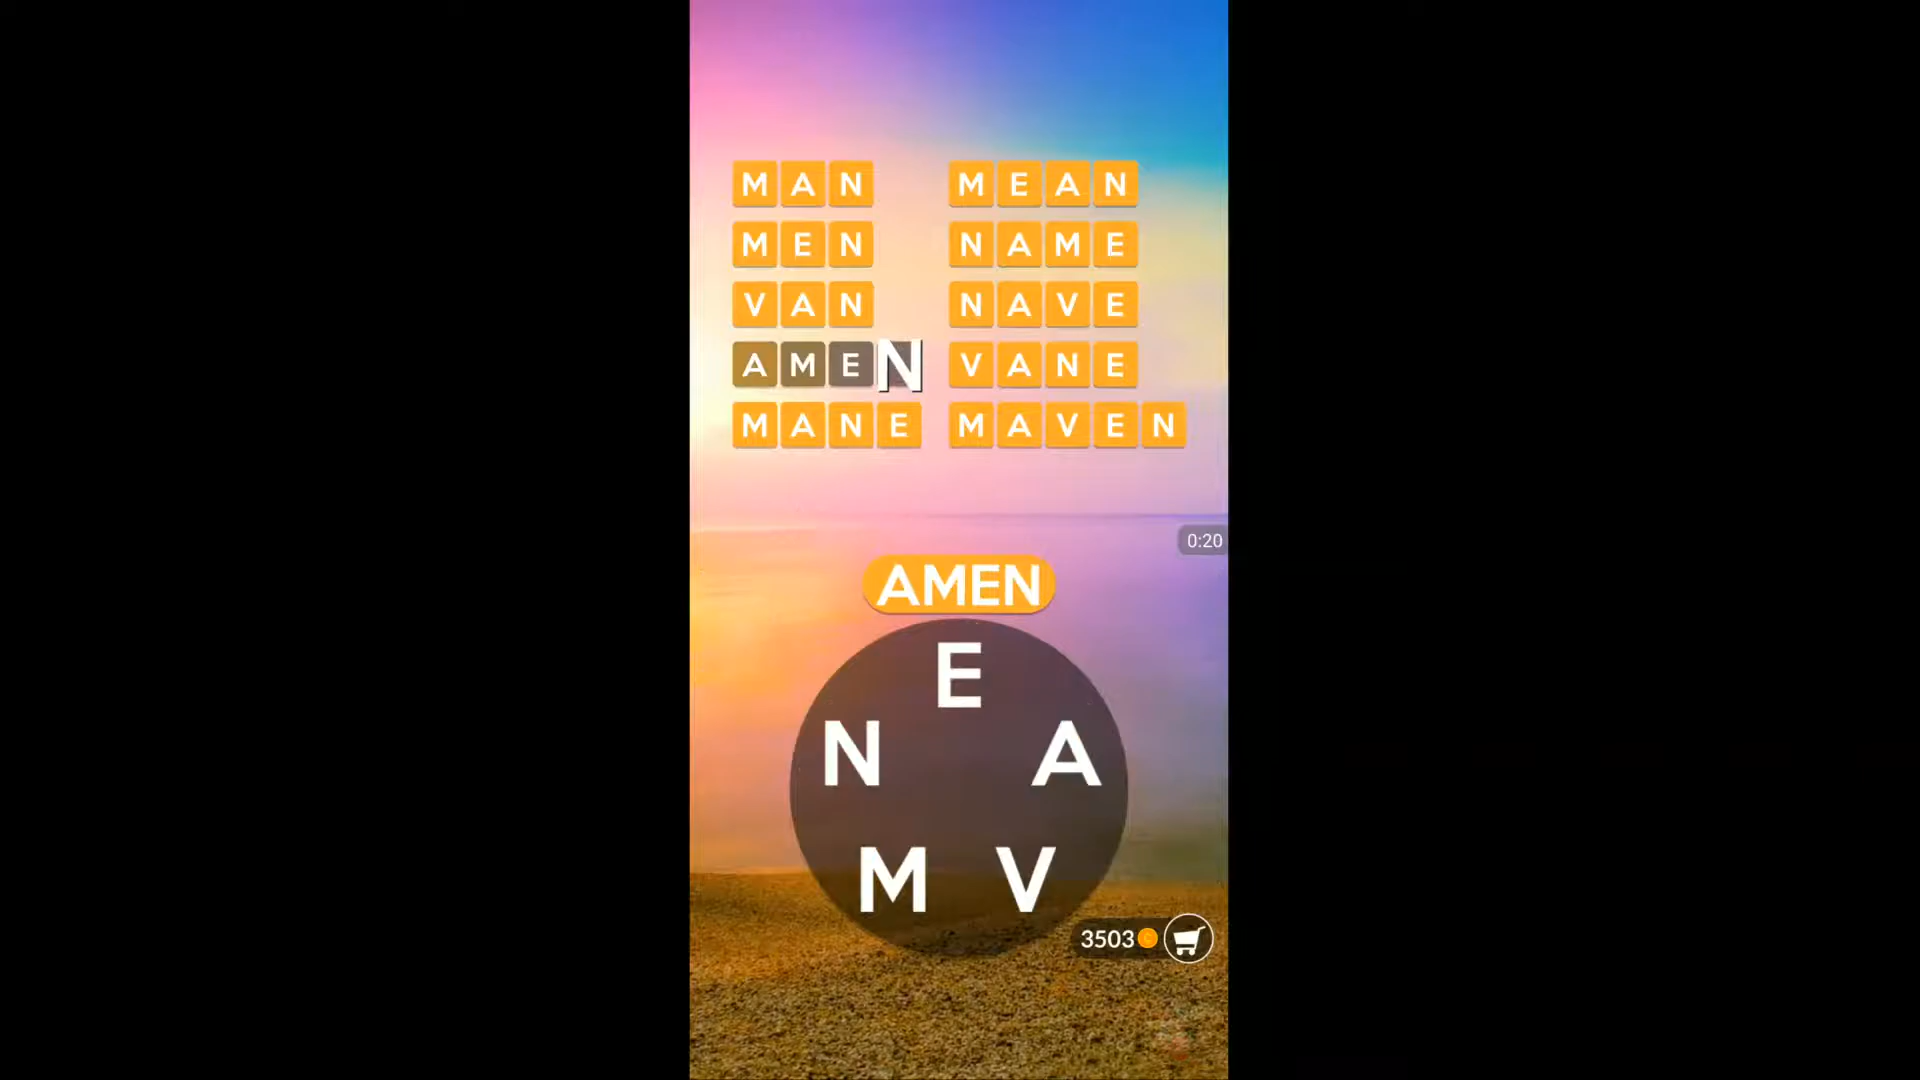 MAN MEAN
MEN NAME
VAN NAVE
AMEN VANE
MANE MAVEN
0:20
AMEN
E
N A
M V
3503